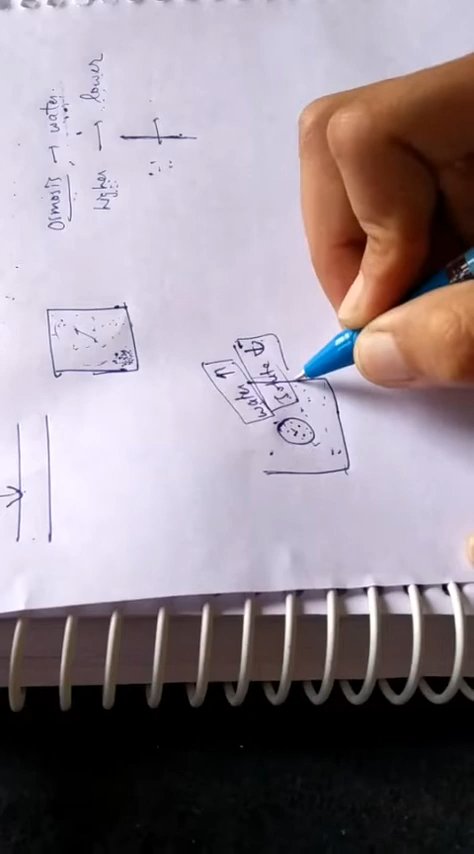 Osmosis → water
Higher → lower
water
solute